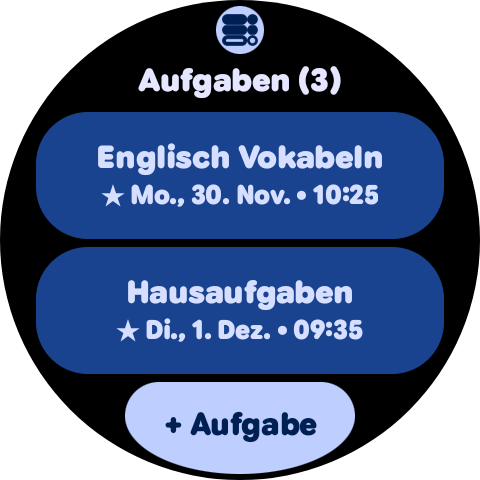 Aufgaben (3)
Englisch Vokabeln
★ Mo., 30. Nov. • 10:25
Hausaufgaben
★ Di., 1. Dez. • 09:35
+ Aufgabe